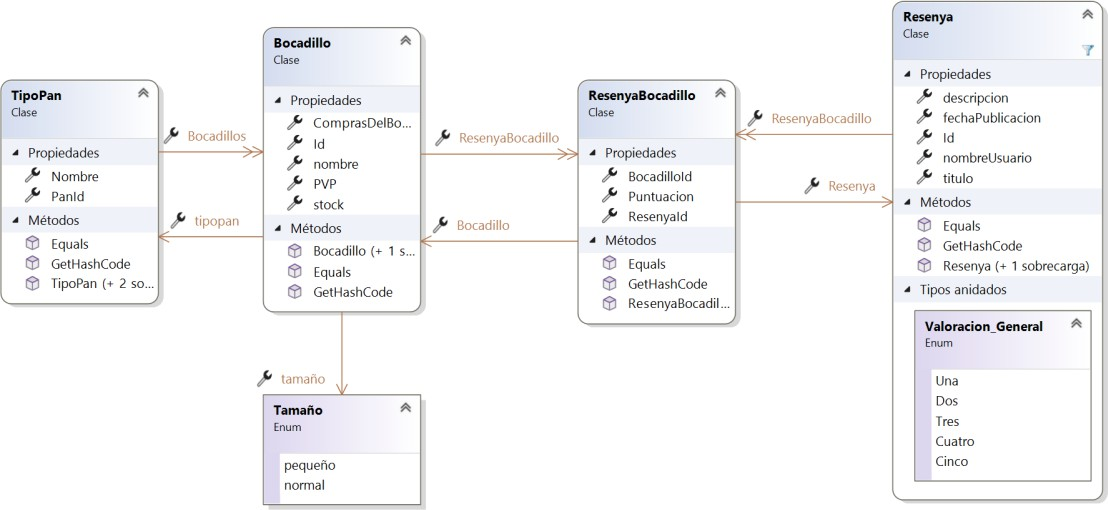 TipoPan
Clase
Propiedades
Nombre
PanId
Métodos
Equals
GetHashCode
TipoPan (+ 2 so...
Bocadillos
tipopan
Bocadillo
Clase
Propiedades
ComprasDelBo...
Id
nombre
PVP
stock
Métodos
Bocadillo (+ 1 s...
Equals
GetHashCode
tamaño
Tamaño
Enum
pequeño
normal
ResenyaBocadillo
Bocadillo
ResenyaBocadillo
Clase
Propiedades
BocadilloId
Puntuacion
ResenyaId
Métodos
Equals
GetHashCode
ResenyaBocadil...
ResenyaBocadillo
Resenya
Resenya
Clase
Propiedades
descripcion
fechaPublicacion
Id
nombreUsuario
titulo
Métodos
Equals
GetHashCode
Resenya (+ 1 sobrecarga)
Tipos anidados
Valoracion_General
Enum
Una
Dos
Tres
Cuatro
Cinco